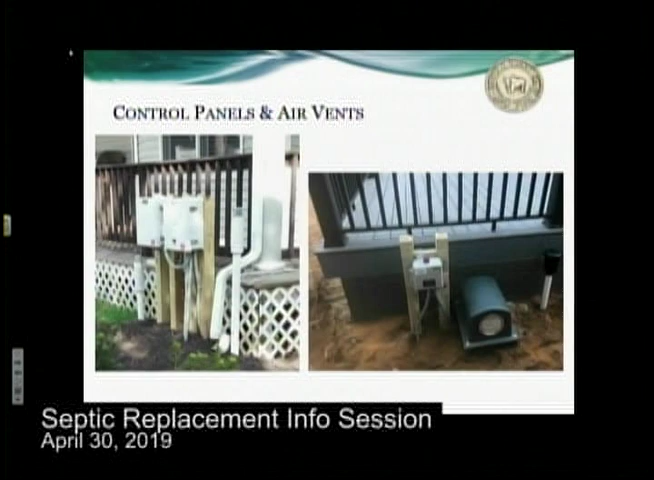 CONTROL PANELS & AIR VENTS
Septic Replacement Info Session
April 30, 2019